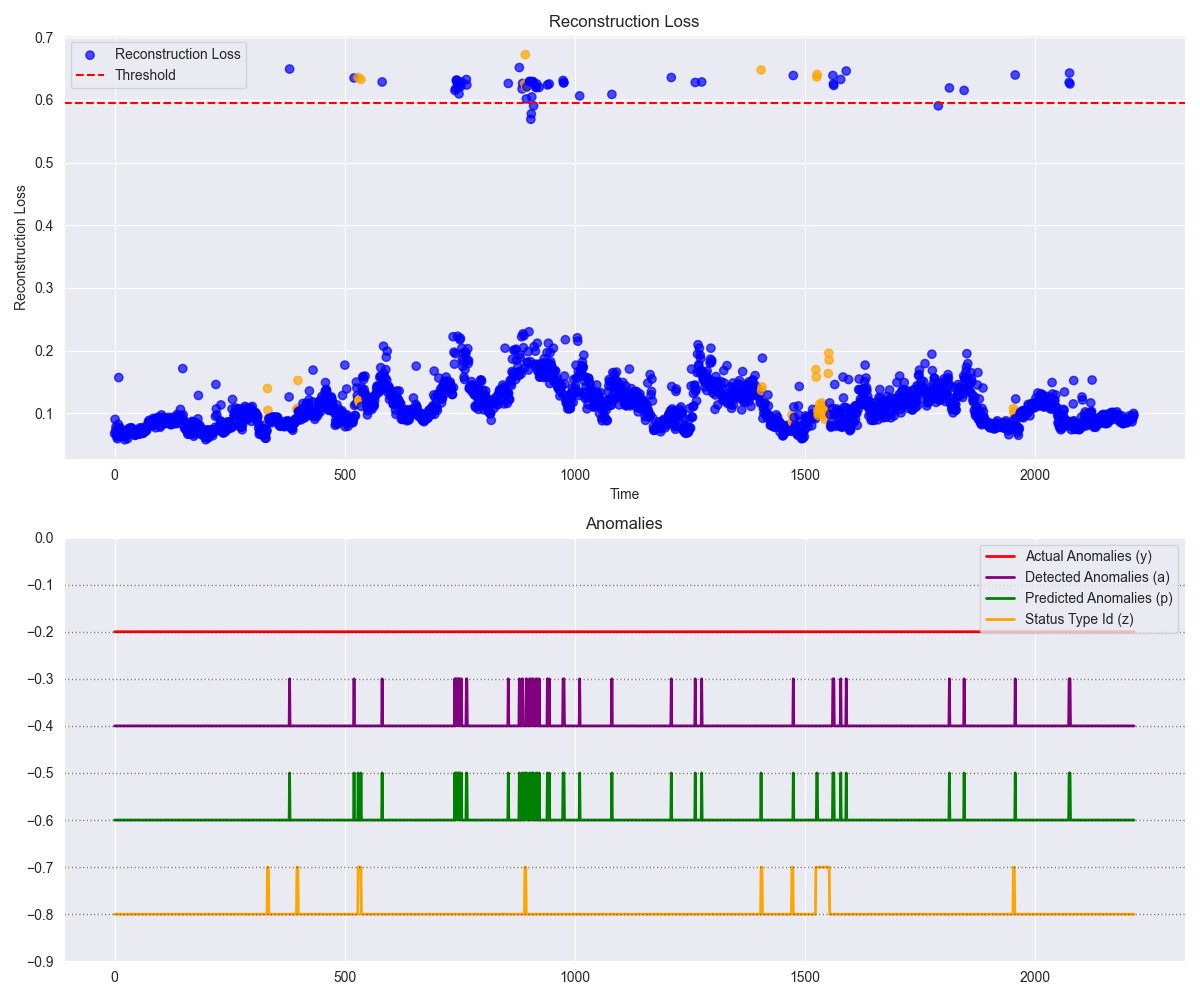 Reconstruction Loss
0.7
Reconstruction Loss
Threshold
0.6
0.5
0.4
0.3
0.2
0.1
Reconstruction Loss
0 500 1000 1500 2000
Time
Anomalies
0.0
Actual Anomalies (y)
Detected Anomalies (a)
Predicted Anomalies (p)
Status Type Id (z)
−0.1
−0.2
−0.3
−0.4
−0.5
−0.6
−0.7
−0.8
−0.9
0 500 1000 1500 2000